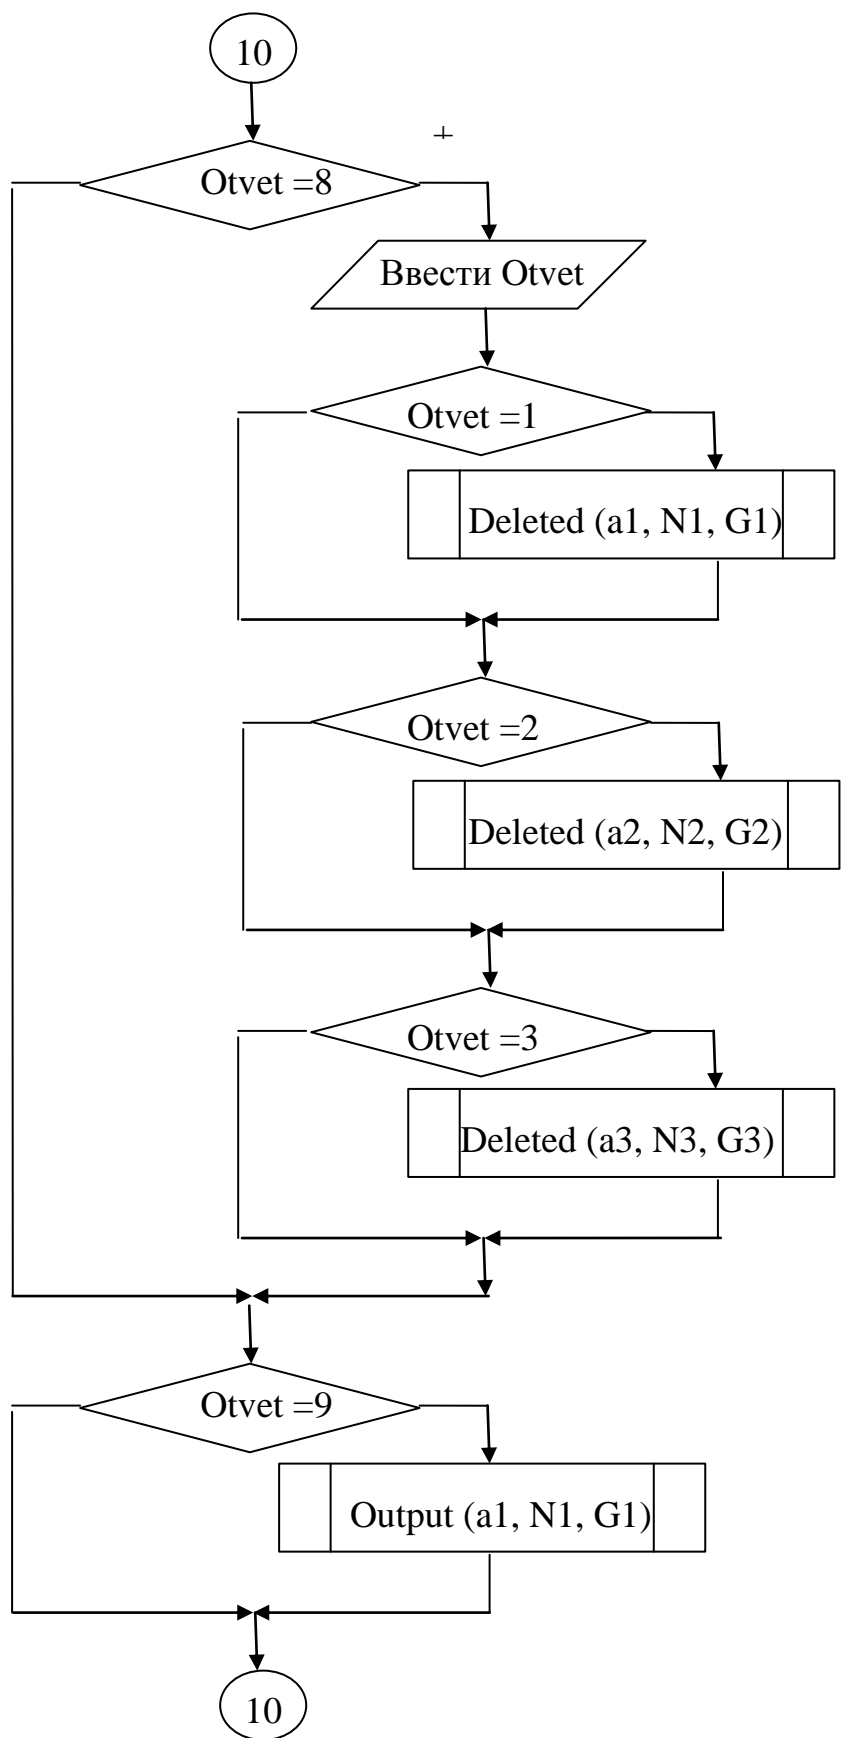 10
+
Otvet =8
Ввести Otvet
Otvet =1
Deleted (a1, N1, G1)
Otvet =2
Deleted (a2, N2, G2)
Otvet =3
Deleted (a3, N3, G3)
Otvet =9
Output (a1, N1, G1)
10